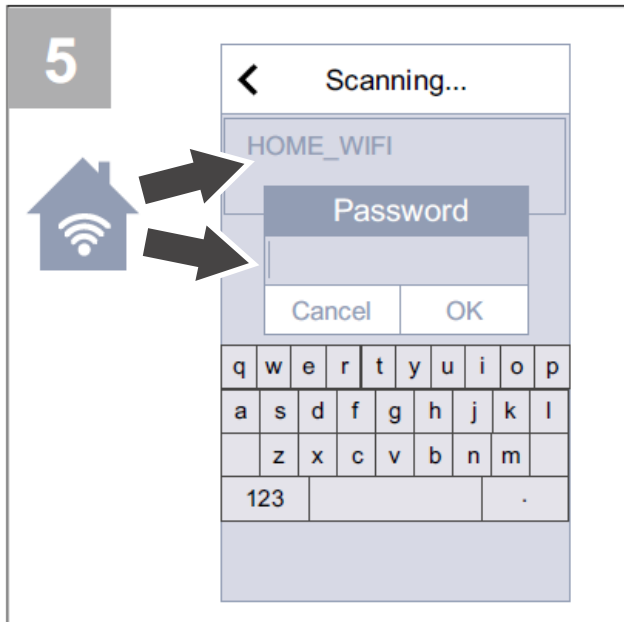 5
Scanning...
HOME_WIFI
Password
Cancel OK
q w e r t y u i o p
a s d f g h j k l
z x c v b n m
123 .